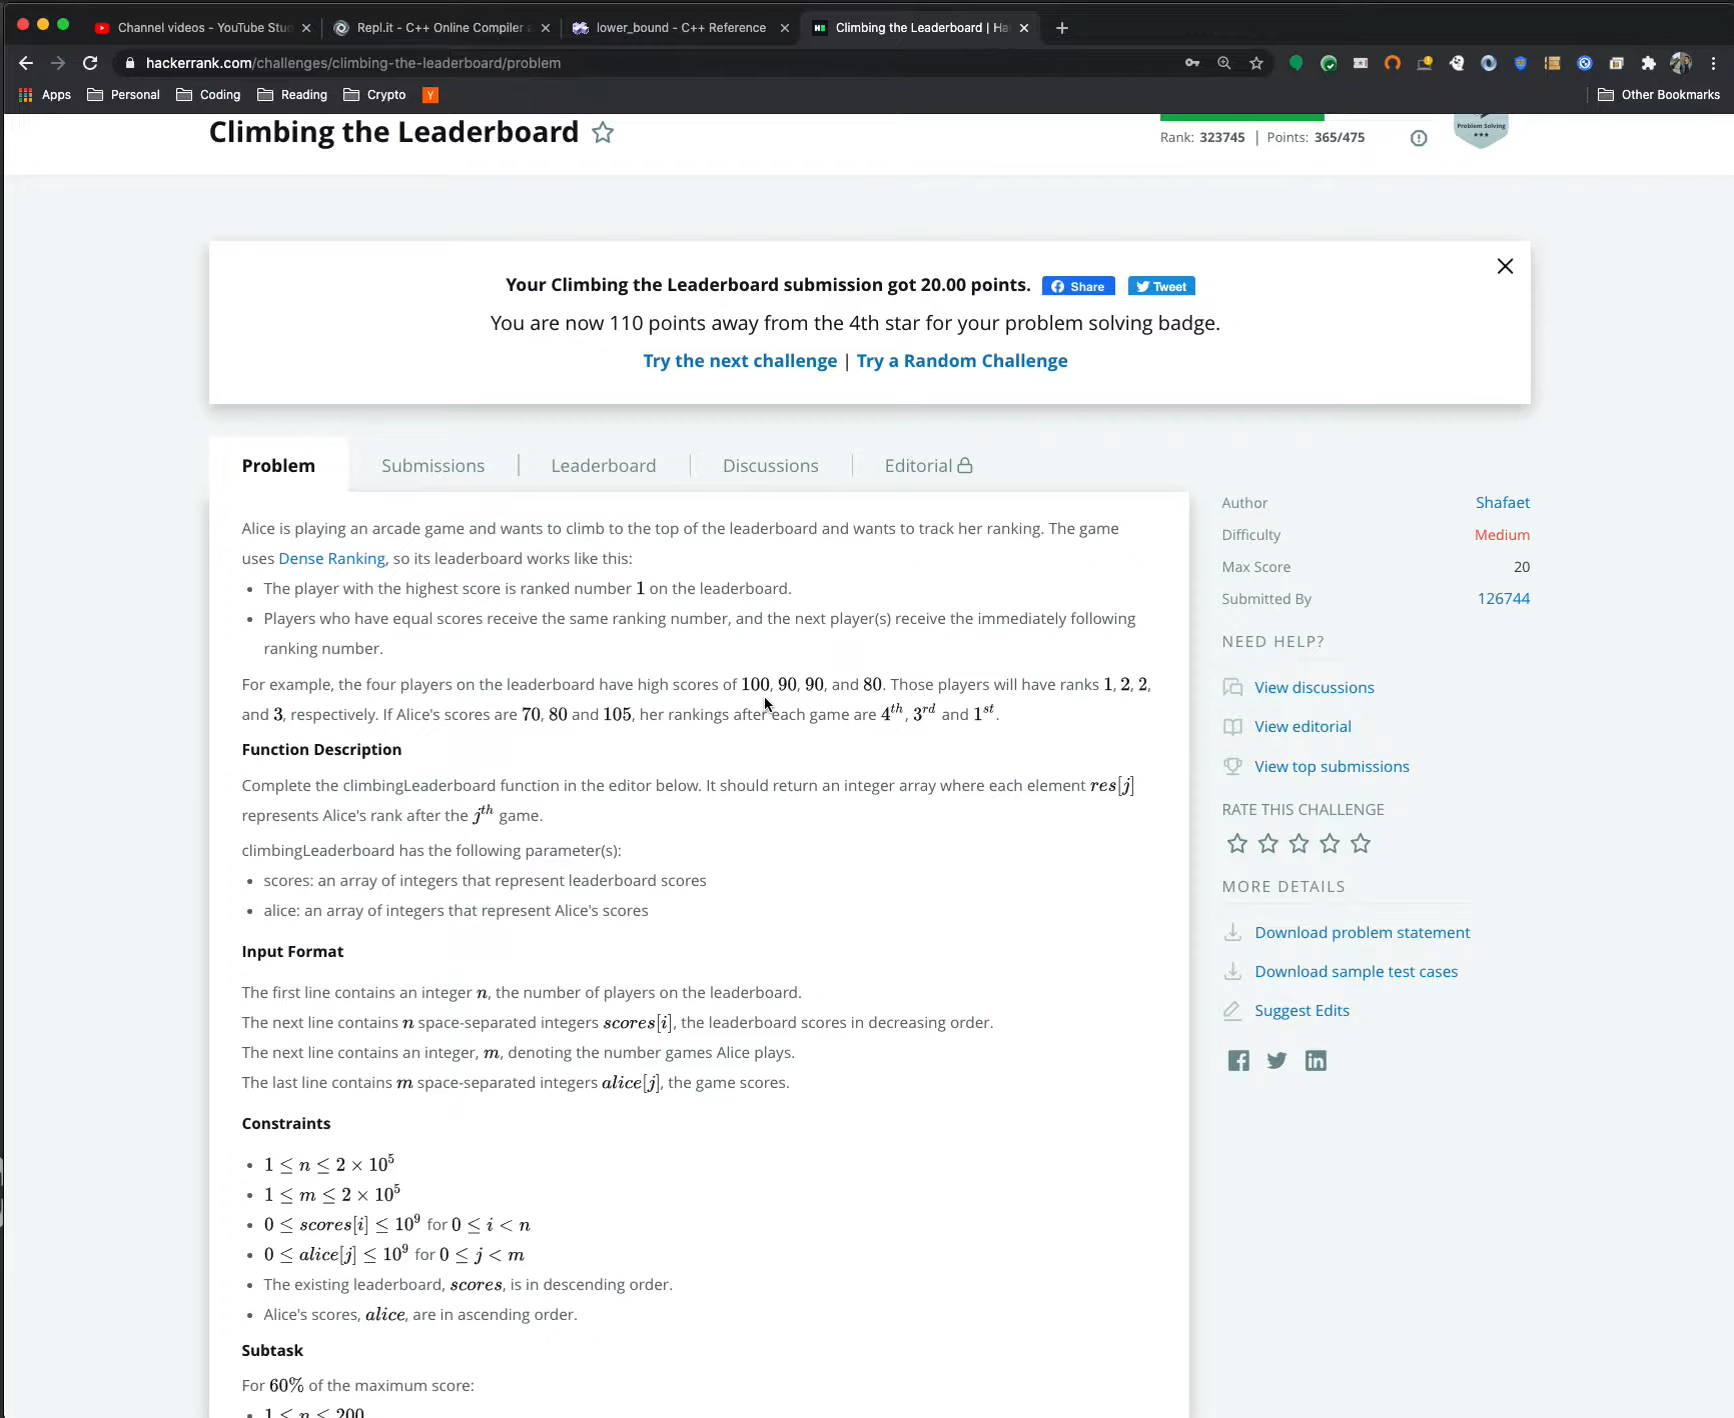 Channel videos - YouTube Stu
Repl.it - C++ Online Compiler
lower_bound - C++ Reference
Climbing the Leaderboard | Ha
hackerrank.com/challenges/climbing-the-leaderboard/problem
Apps Personal Coding Reading Crypto Y Other Bookmarks
Climbing the Leaderboard
Rank: 323745 | Points: 365/475
Problem Solving
Your Climbing the Leaderboard submission got 20.00 points. Share Tweet
You are now 110 points away from the 4th star for your problem solving badge.
Try the next challenge | Try a Random Challenge
Problem Submissions Leaderboard Discussions Editorial
Alice is playing an arcade game and wants to climb to the top of the leaderboard and wants to track her ranking. The game
uses Dense Ranking, so its leaderboard works like this:
• The player with the highest score is ranked number 1 on the leaderboard.
• Players who have equal scores receive the same ranking number, and the next player(s) receive the immediately following
ranking number.
For example, the four players on the leaderboard have high scores of 100, 90, 90, and 80. Those players will have ranks 1, 2, 2,
and 3, respectively. If Alice's scores are 70, 80 and 105, her rankings after each game are 4th, 3rd and 1st.
Function Description
Complete the climbingLeaderboard function in the editor below. It should return an integer array where each element res[j]
represents Alice's rank after the jth game.
climbingLeaderboard has the following parameter(s):
• scores: an array of integers that represent leaderboard scores
• alice: an array of integers that represent Alice's scores
Input Format
The first line contains an integer n, the number of players on the leaderboard.
The next line contains n space-separated integers scores[i], the leaderboard scores in decreasing order.
The next line contains an integer, m, denoting the number games Alice plays.
The last line contains m space-separated integers alice[j], the game scores.
Constraints
• 1 ≤ n ≤ 2 × 10⁵
• 1 ≤ m ≤ 2 × 10⁵
• 0 ≤ scores[i] ≤ 10⁹ for 0 ≤ i < n
• 0 ≤ alice[j] ≤ 10⁹ for 0 ≤ j < m
• The existing leaderboard, scores, is in descending order.
• Alice's scores, alice, are in ascending order.
Subtask
For 60% of the maximum score:
• 1 ≤ n ≤ 200
Author Shafaet
Difficulty Medium
Max Score 20
Submitted By 126744
NEED HELP?
View discussions
View editorial
View top submissions
RATE THIS CHALLENGE
MORE DETAILS
Download problem statement
Download sample test cases
Suggest Edits